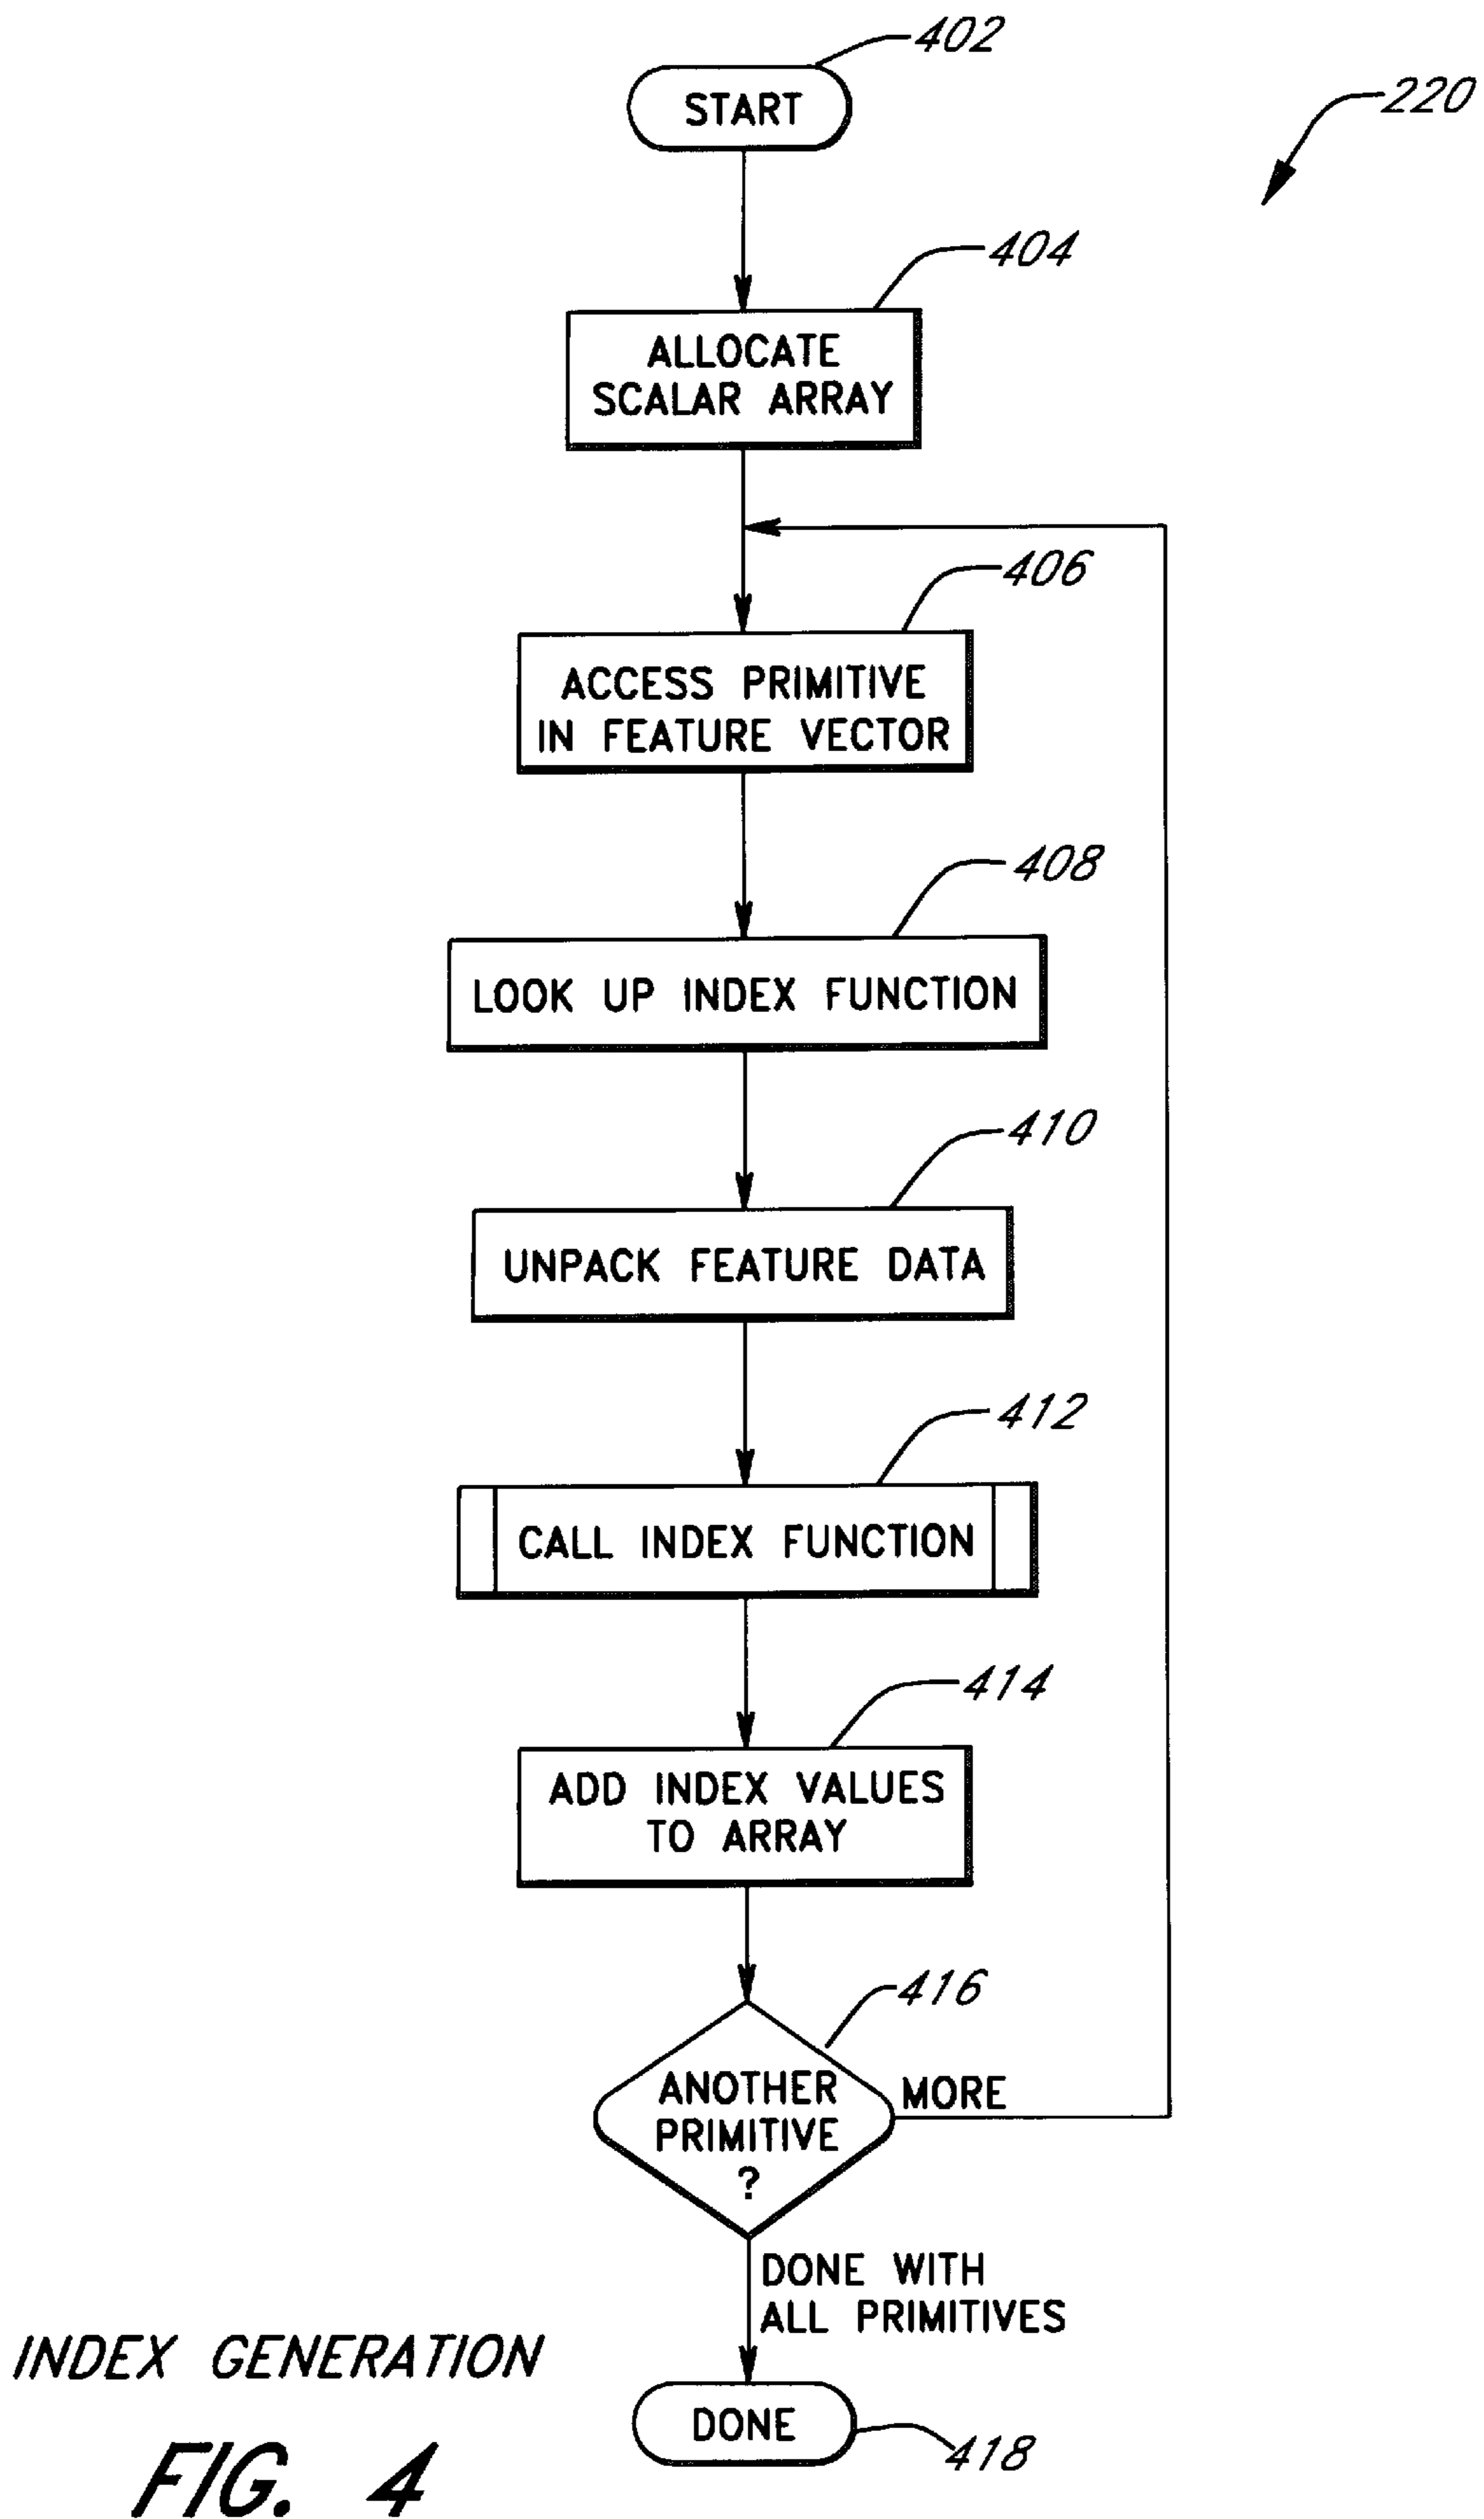 402
START
220
404
ALLOCATE
SCALAR ARRAY
406
ACCESS PRIMITIVE
IN FEATURE VECTOR
408
LOOK UP INDEX FUNCTION
410
UNPACK FEATURE DATA
412
CALL INDEX FUNCTION
414
ADD INDEX VALUES
TO ARRAY
416
ANOTHER
PRIMITIVE
?
MORE
DONE WITH
ALL PRIMITIVES
INDEX GENERATION
DONE
418
FIG. 4